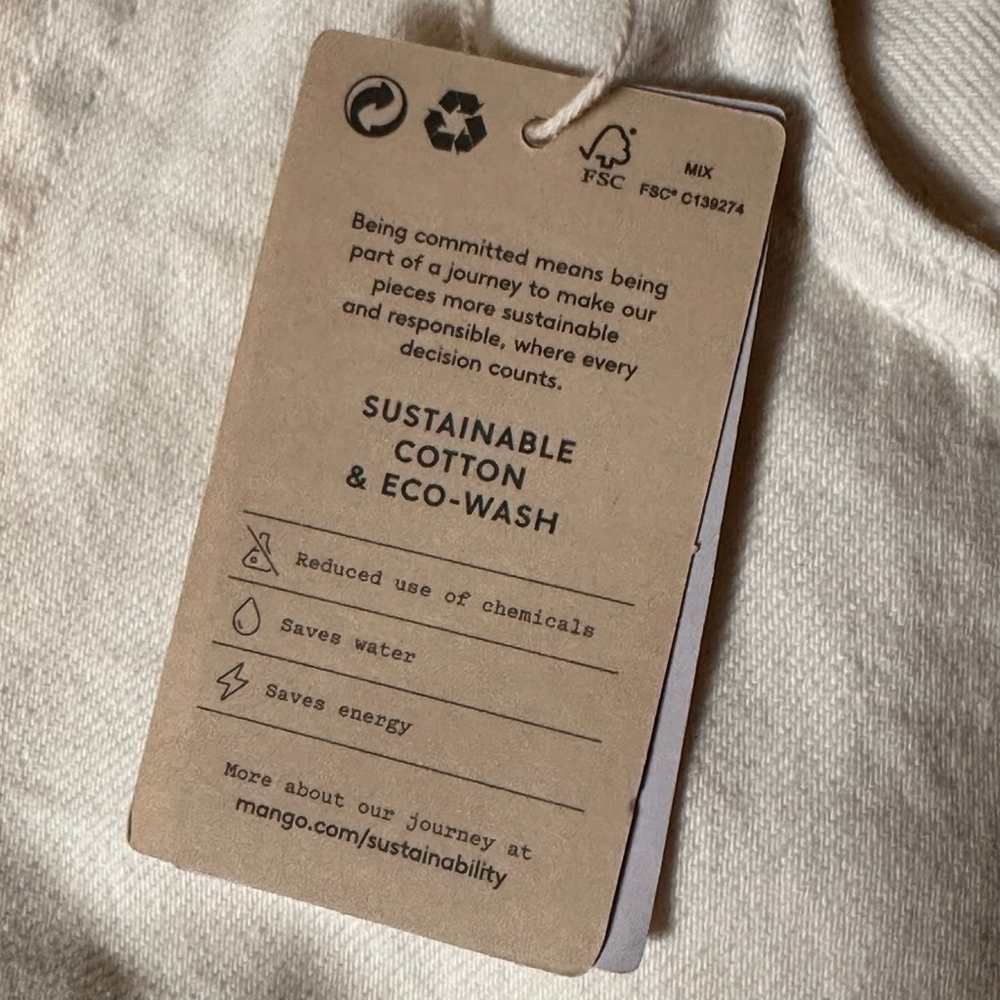 FSC
MIX
FSC® C139274
Being committed means being
part of a journey to make our
pieces more sustainable
and responsible, where every
decision counts.
SUSTAINABLE
COTTON
& ECO-WASH
Reduced use of chemicals
Saves water
Saves energy
More about our journey at
mango.com/sustainability